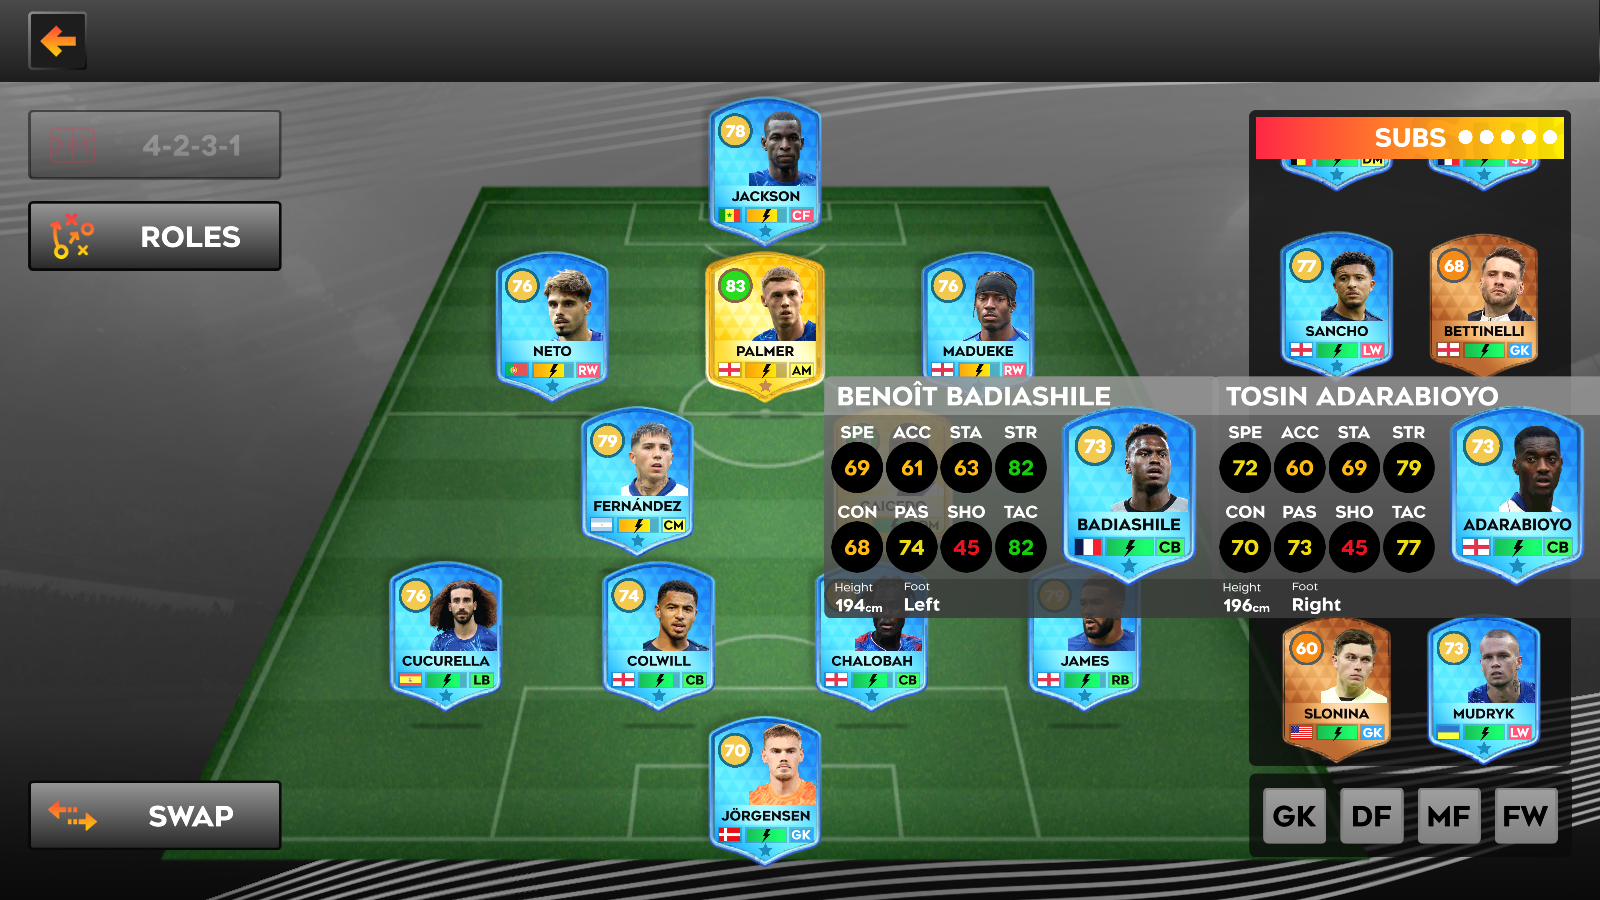 4-2-3-1
ROLES
SWAP
78
JACKSON
CF
76
NETO
RW
83
PALMER
AM
76
MADUEKE
RW
79
FERNÁNDEZ
CM
CAICEDO
DM
76
CUCURELLA
LB
74
COLWILL
CB
CHALOBAH
CB
79
JAMES
RB
70
JÖRGENSEN
GK
BENOÎT BADIASHILE
SPE ACC STA STR
69 61 63 82
CON PAS SHO TAC
68 74 45 82
Height Foot
194cm Left
73
BADIASHILE
CB
TOSIN ADARABIOYO
SPE ACC STA STR
72 60 69 79
CON PAS SHO TAC
70 73 45 77
Height Foot
196cm Right
73
ADARABIOYO
CB
SUBS
DM
SS
77
SANCHO
LW
68
BETTINELLI
GK
60
SLONINA
GK
73
MUDRYK
LW
GK DF MF FW